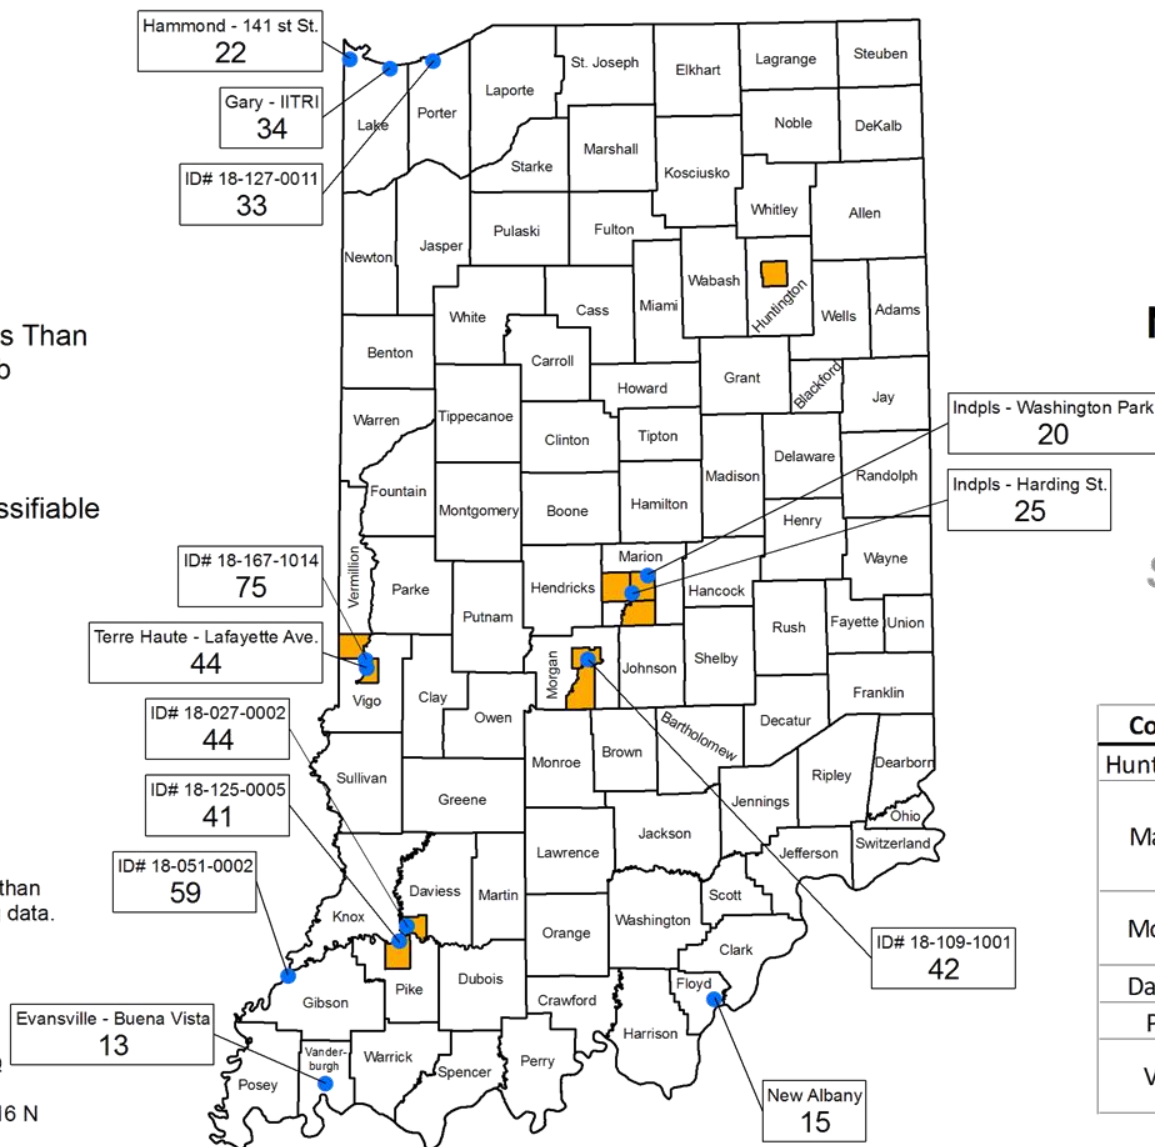 Hammond - 141 st St.
22
Gary - IITRI
34
ID# 18-127-0011
33
s Than
ssifiable
ID# 18-167-1014
75
Terre Haute - Lafayette Ave.
44
ID# 18-027-0002
44
ID# 18-125-0005
41
ID# 18-051-0002
59
than
data.
Evansville - Buena Vista
13
16 N
Lake
Porter
Laporte
St. Joseph
Elkhart
Lagrange
Steuben
Noble
DeKalb
Starke
Marshall
Kosciusko
Whitley
Allen
Newton
Jasper
Pulaski
Fulton
Wabash
Huntington
Miami
Cass
White
Wells
Adams
Benton
Carroll
Howard
Grant
Blackford
Jay
Warren
Tippecanoe
Clinton
Tipton
Madison
Delaware
Randolph
Fountain
Montgomery
Boone
Hamilton
Henry
Wayne
Vermillion
Parke
Putnam
Hendricks
Marion
Hancock
Rush
Fayette
Union
Vigo
Clay
Owen
Morgan
Johnson
Shelby
Decatur
Franklin
Sullivan
Greene
Monroe
Brown
Bartholomew
Jennings
Ripley
Dearborn
Ohio
Switzerland
Jefferson
Knox
Daviess
Martin
Lawrence
Jackson
Scott
Washington
Orange
Clark
Floyd
Gibson
Pike
Dubois
Crawford
Harrison
Posey
Vander-
burgh
Warrick
Spencer
Perry
Indpls - Washington Park
20
Indpls - Harding St.
25
ID# 18-109-1001
42
New Albany
15
Co
Hunt
Ma
Mo
Da
P
V